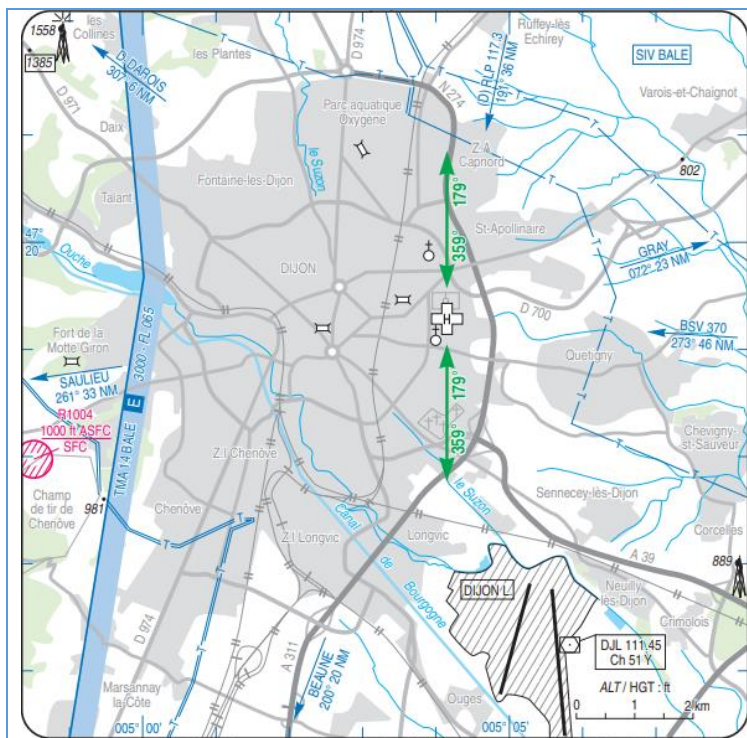 1558
les
Collines
1385
D. DAROIS
307° 6 NM
D 971
les Plantes
D 974
Parc aquatique
Oxygène
N 274
(D) RLP 117.3
191° 36 NM
Ruffey-lès
Echirey
SIV BALE
Varois-et-Chaignot
Daix
le Suzon
Z.A
Capnord
802
Talant
Fontaine-lès-Dijon
179°
359°
St-Apollinaire
47°
20'
Ouche
DIJON
GRAY
072° 23 NM
D 700
H
Fort de la
Motte Giron
SAULIEU
261° 33 NM
3000 - FL 065
E
TMA 14 BALE
BSV 370
273° 46 NM
Quetigny
179°
359°
R1004
1000 ft ASFC
SFC
Chevigny-
st-Sauveur
Z.I Chenôve
Champ
de tir de
Chenôve
981
Chenôve
le Suzon
Sennecey-lès-Dijon
Z.I Longvic
Longvic
Canal
de
Bourgogne
Corcelles
A 39
889
DIJON L.
Neuilly
lès-Dijon
Crimolois
D 974
A 311
BEAUNE
200° 20 NM
DJL 111.45
Ch 51 Y
ALT / HGT : ft
0 1 2 km
Marsannay
la-Côte
Ouges
005° 00'
005° 05'
T